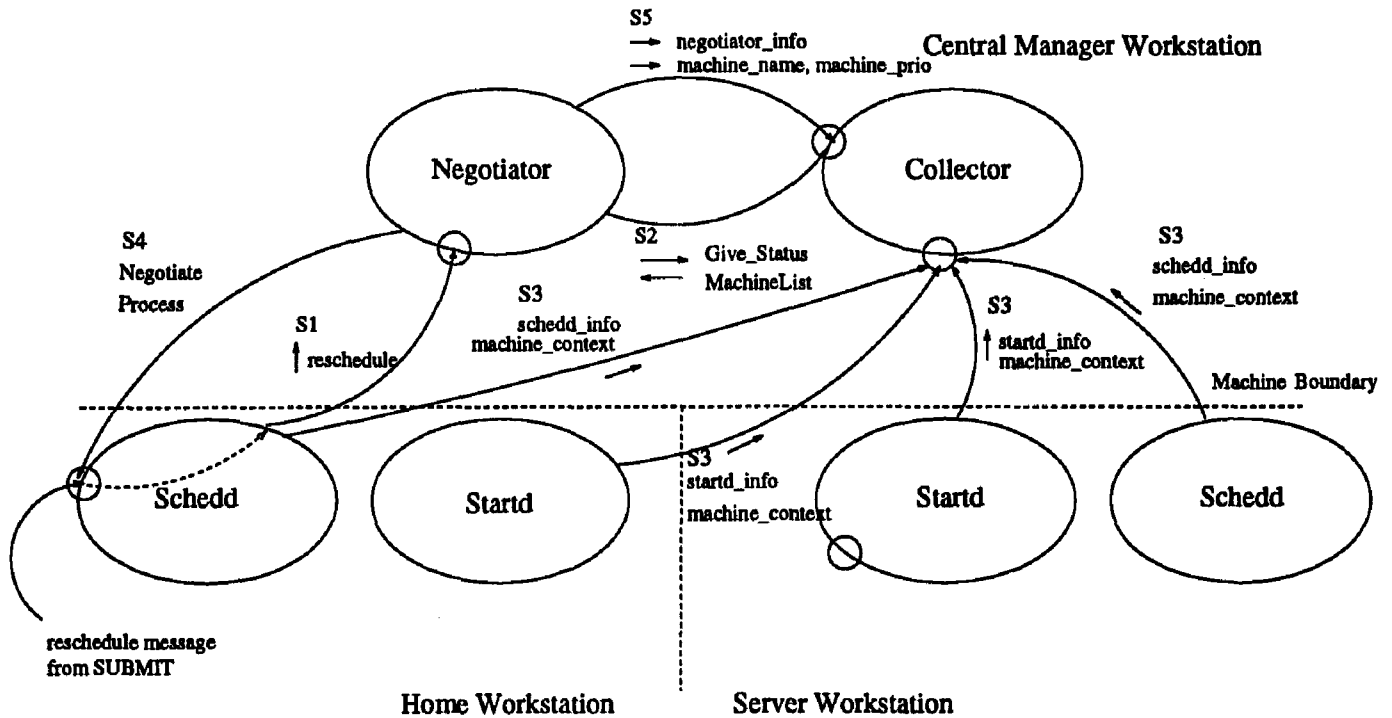 S5
negotiator_info
machine_name, machine_prio
Central Manager Workstation
Negotiator
Collector
S4
Negotiate
Process
S2
Give_Status
MachineList
S3
schedd_info
machine_context
S3
schedd_info
machine_context
S1
reschedule
S3
startd_info
machine_context
Machine Boundary
S3
startd_info
machine_context
Schedd
Startd
Startd
Schedd
reschedule message
from SUBMIT
Home Workstation
Server Workstation